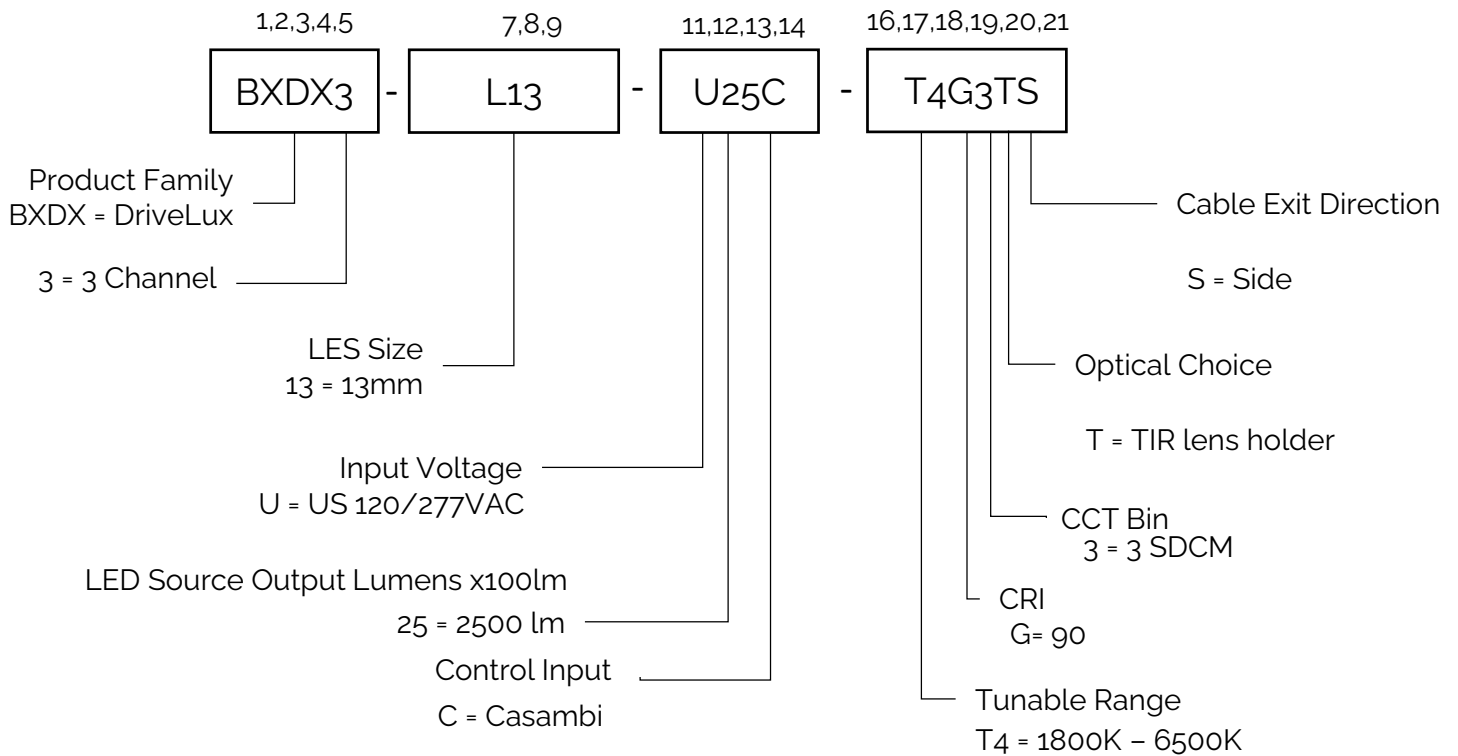 1,2,3,4,5
7,8,9
11,12,13,14
16,17,18,19,20,21
BXDX3 - L13 - U25C - T4G3TS
Product Family
BXDX = DriveLux
3 = 3 Channel
LES Size
13 = 13mm
Input Voltage
U = US 120/277VAC
LED Source Output Lumens x100lm
25 = 2500 lm
Control Input
C = Casambi
Cable Exit Direction
S = Side
Optical Choice
T = TIR lens holder
CCT Bin
3 = 3 SDCM
CRI
G= 90
Tunable Range
T4 = 1800K – 6500K